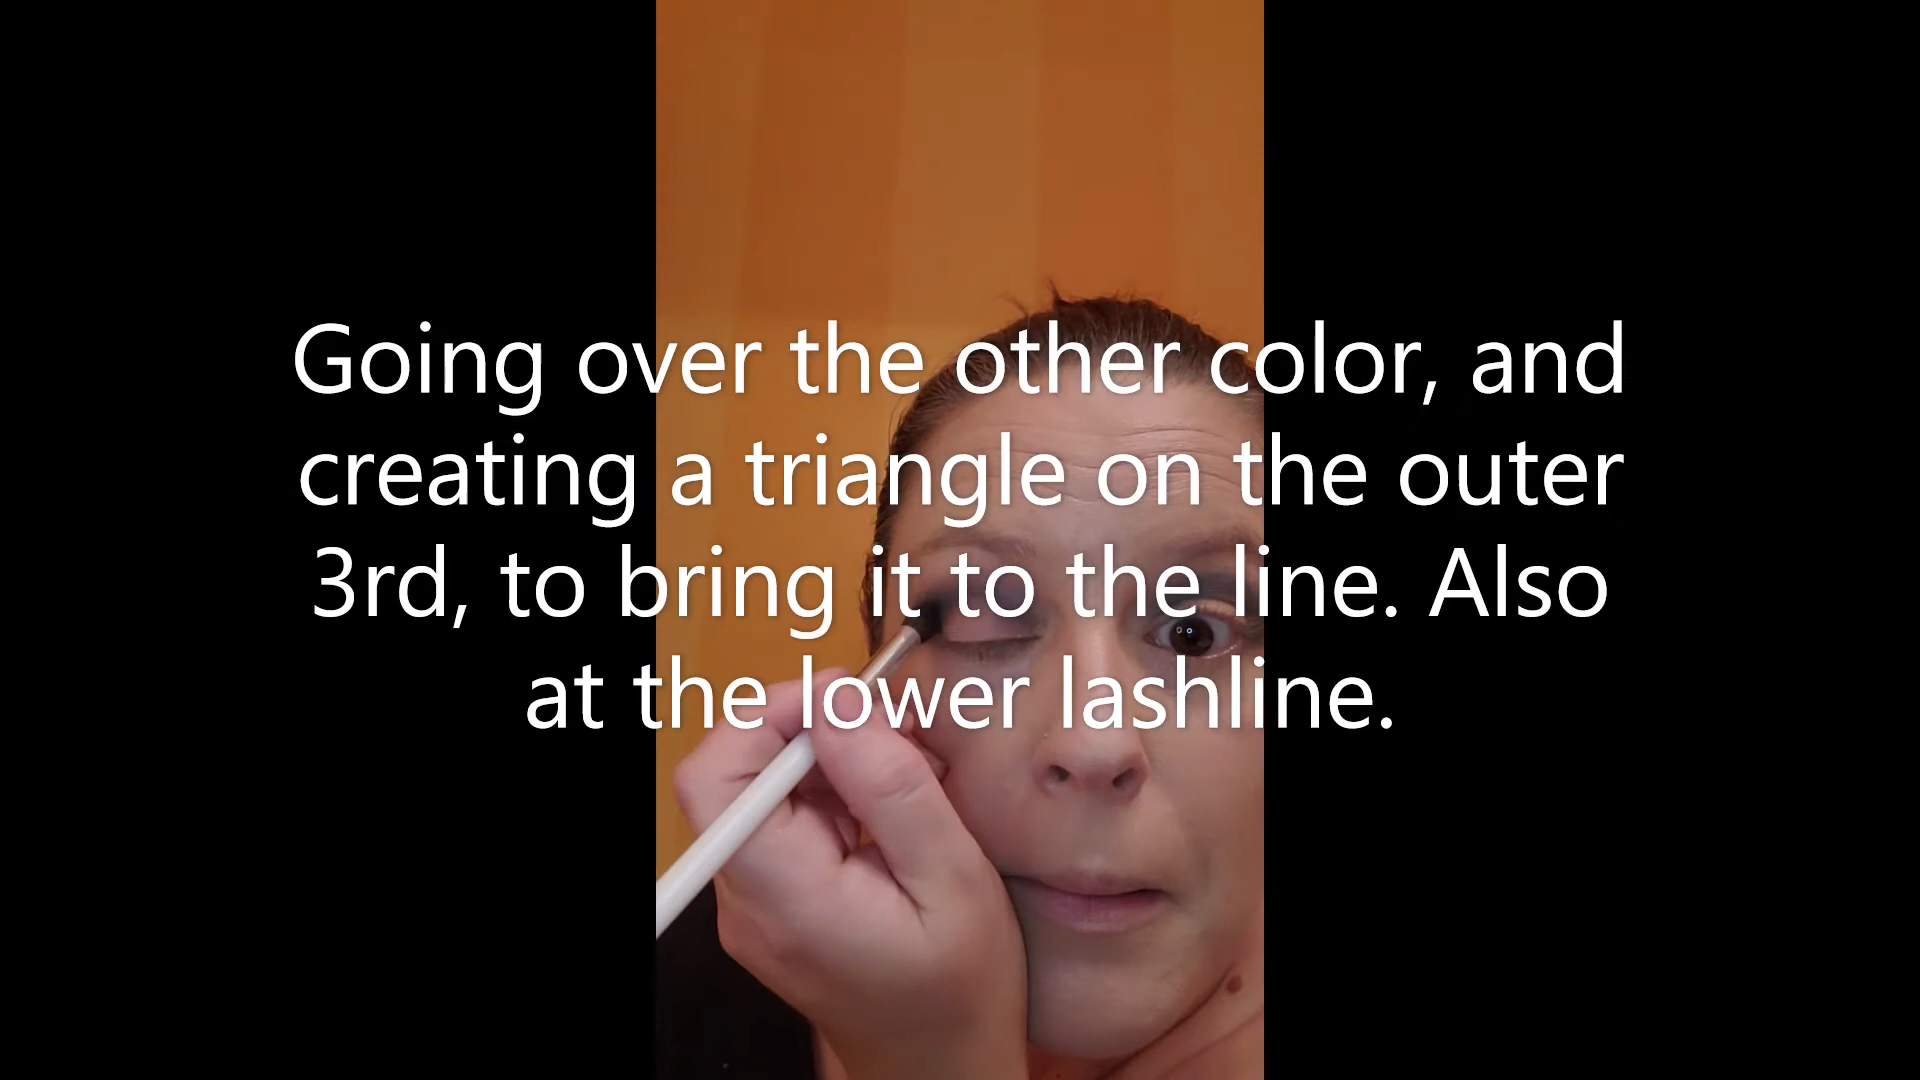 Going over the other color, and
creating a triangle on the outer
3rd, to bring it to the line. Also
at the lower lashline.